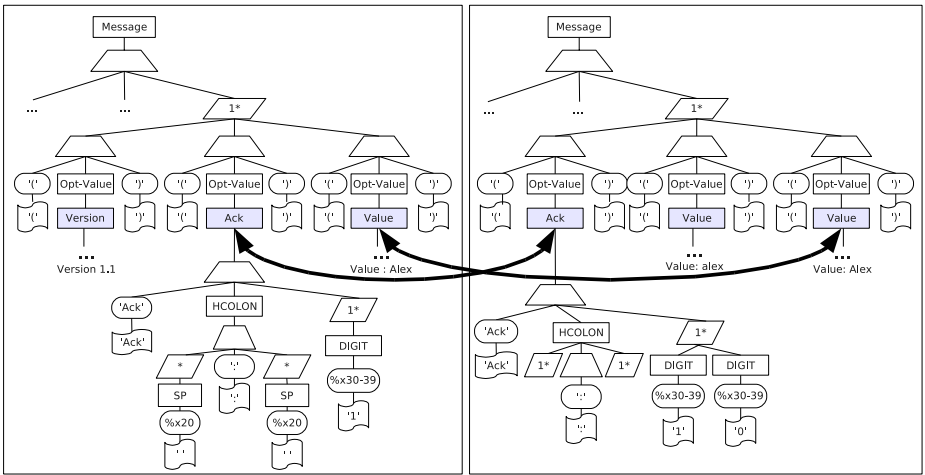 Message
... ...
1*
'(' Opt-Value ')' '(' Opt-Value ')' '(' Opt-Value ')'
'(' Version ')' '(' Ack ')' '(' Value ')'
... ...
Version 1.1 Value : Alex
'Ack' HCOLON 1*
'Ack' DIGIT
* ':' * %x30-39
SP ':' SP '1'
%x20 %x20
' ' ' '
Message
... ...
1*
'(' Opt-Value ')' '(' Opt-Value ')' '(' Opt-Value ')'
'(' Ack ')' '(' Value ')' '(' Value ')'
... ...
Value: alex Value: Alex
'Ack' HCOLON 1*
'Ack' 1* 1* DIGIT DIGIT
':' %x30-39 %x30-39
':' '1' '0'